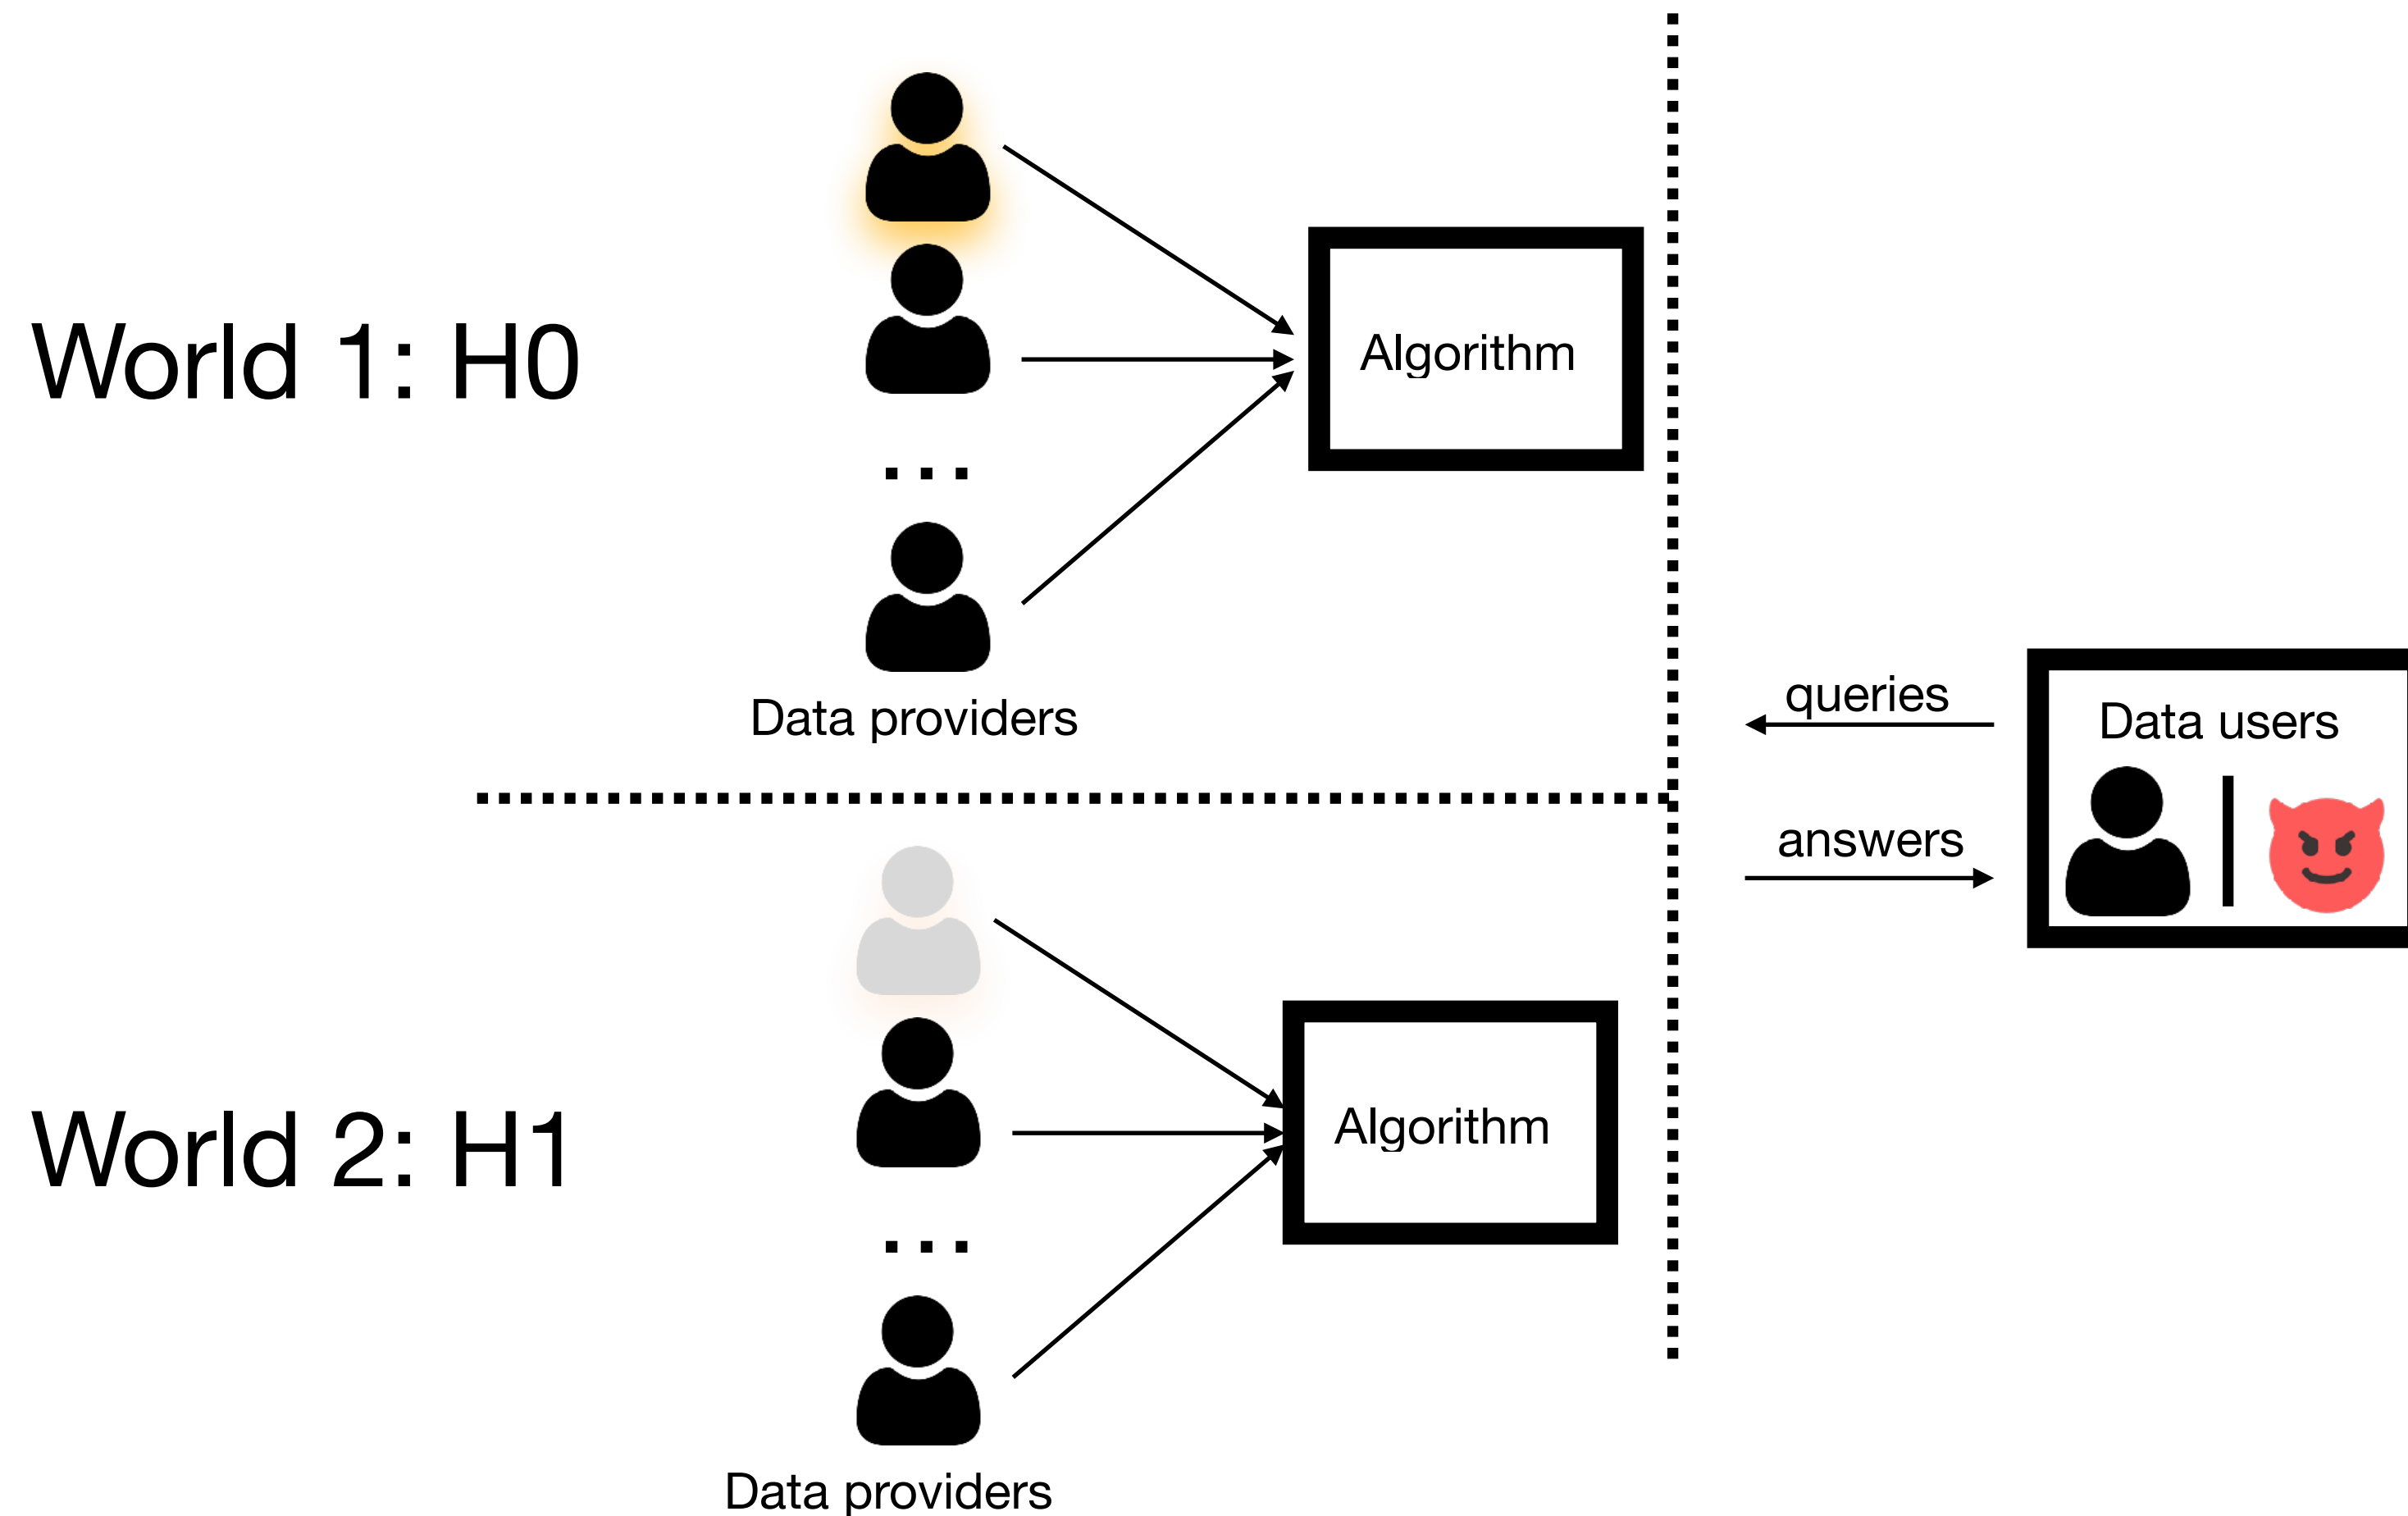 World 1: H0
Algorithm
...
Data providers
queries
Data users
answers
World 2: H1
Algorithm
...
Data providers